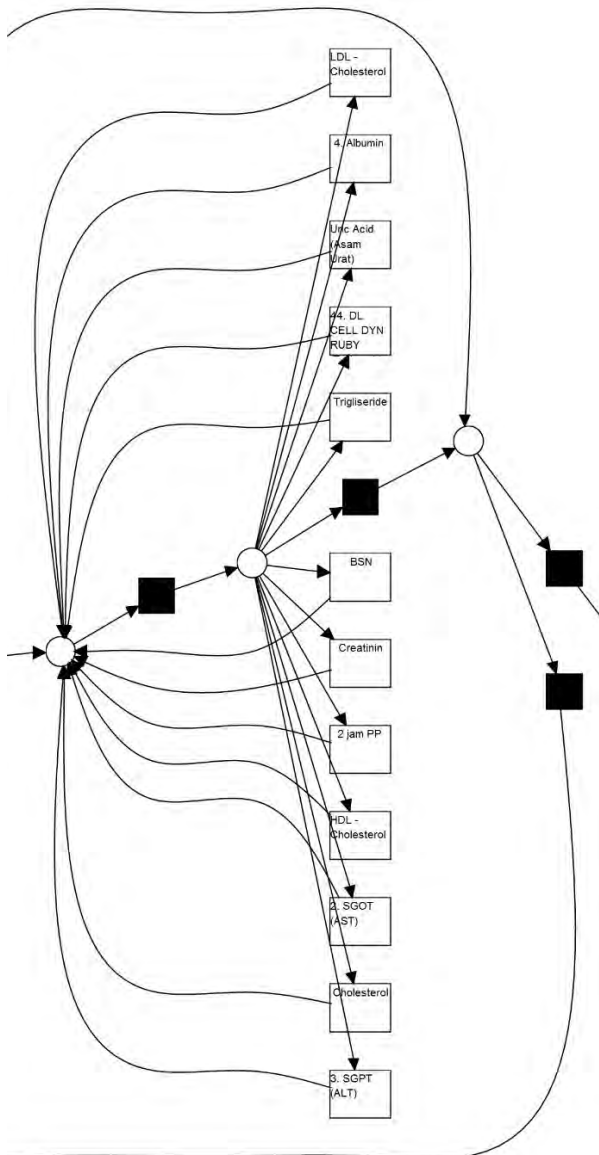 LDL -
Cholesterol
4. Albumin
Uric Acid
(Asam
Urat)
44. DL
CELL DYN
RUBY
Trigliseride
BSN
Creatinin
2 jam PP
HDL -
Cholesterol
2. SGOT
(AST)
Cholesterol
3. SGPT
(ALT)